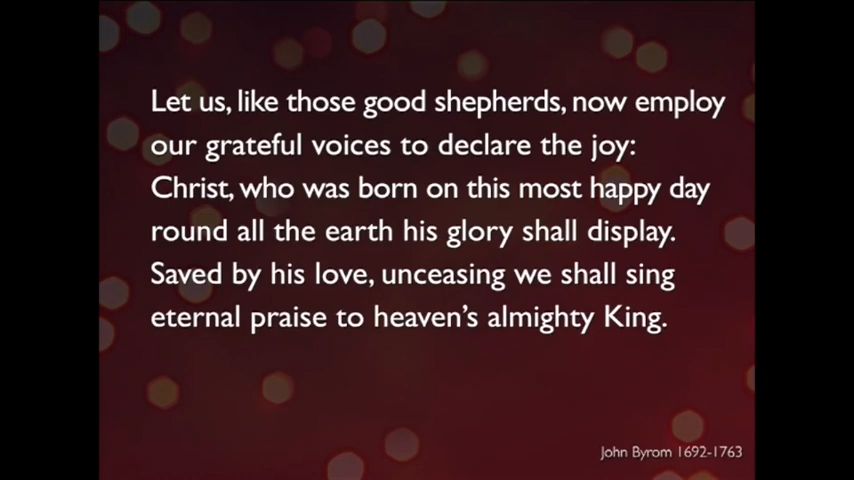 Let us, like those good shepherds, now employ
our grateful voices to declare the joy:
Christ, who was born on this most happy day
round all the earth his glory shall display.
Saved by his love, unceasing we shall sing
eternal praise to heaven's almighty King.
John Byrom 1692-1763